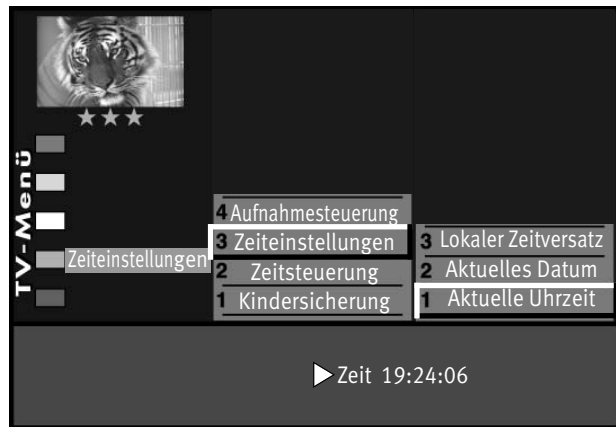 TV-Menü
Zeiteinstellungen
4 Aufnahmesteuerung
3 Zeiteinstellungen
2 Zeitsteuerung
1 Kindersicherung
3 Lokaler Zeitversatz
2 Aktuelles Datum
1 Aktuelle Uhrzeit
Zeit 19:24:06